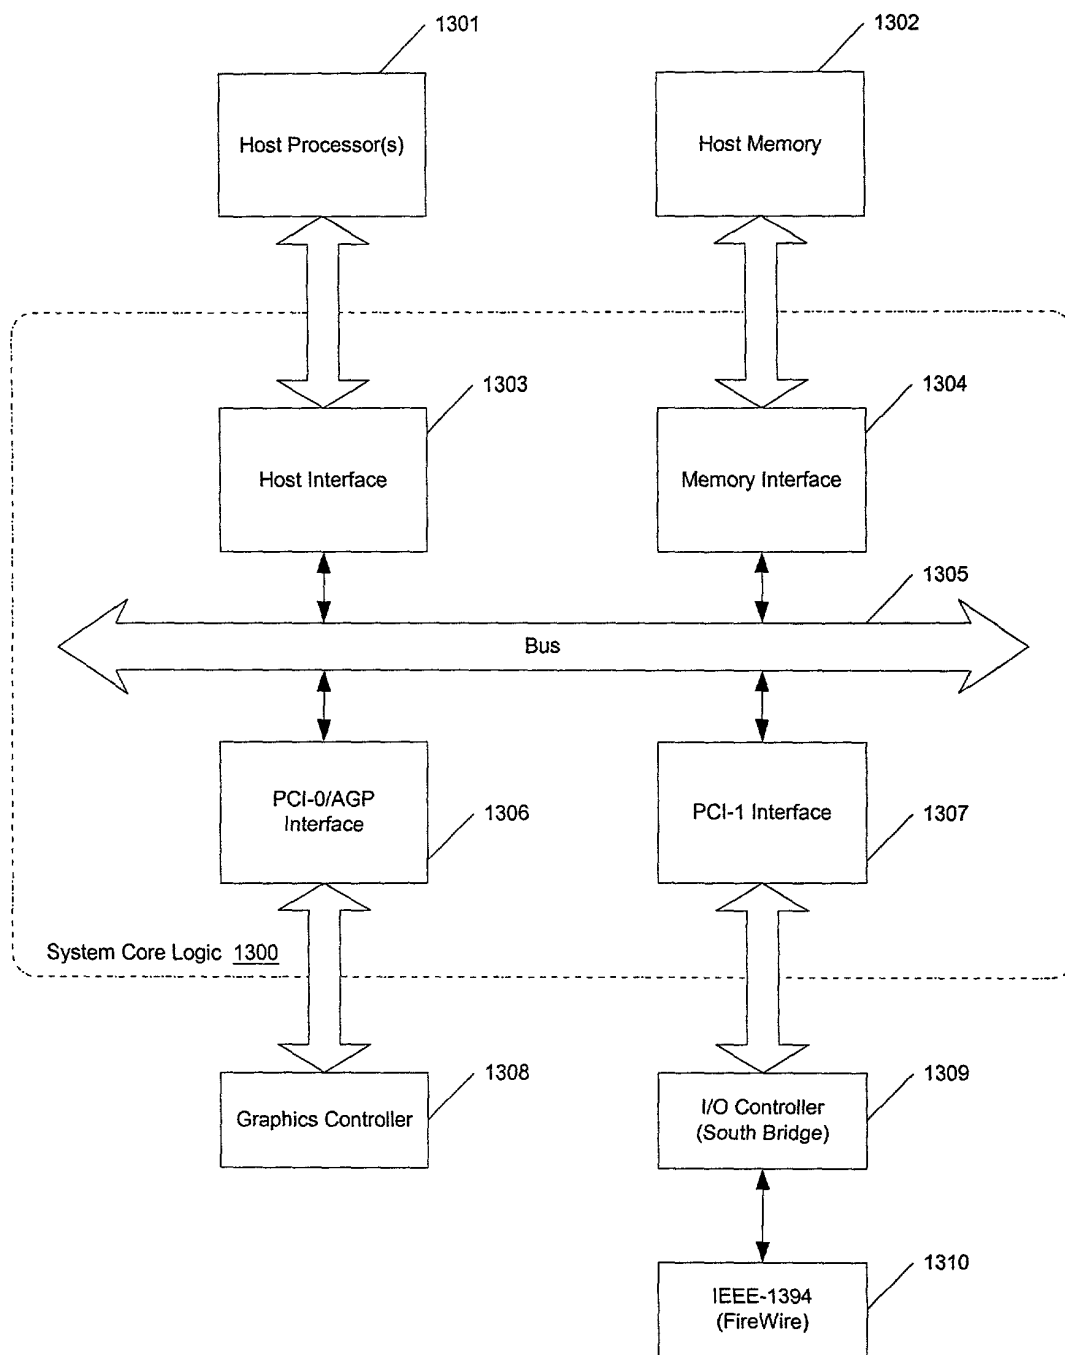 1301
1302
Host Processor(s)
Host Memory
1303
1304
Host Interface
Memory Interface
1305
Bus
PCI-0/AGP
Interface
1306
PCI-1 Interface
1307
System Core Logic 1300
1308
Graphics Controller
1309
I/O Controller
(South Bridge)
1310
IEEE-1394
(FireWire)